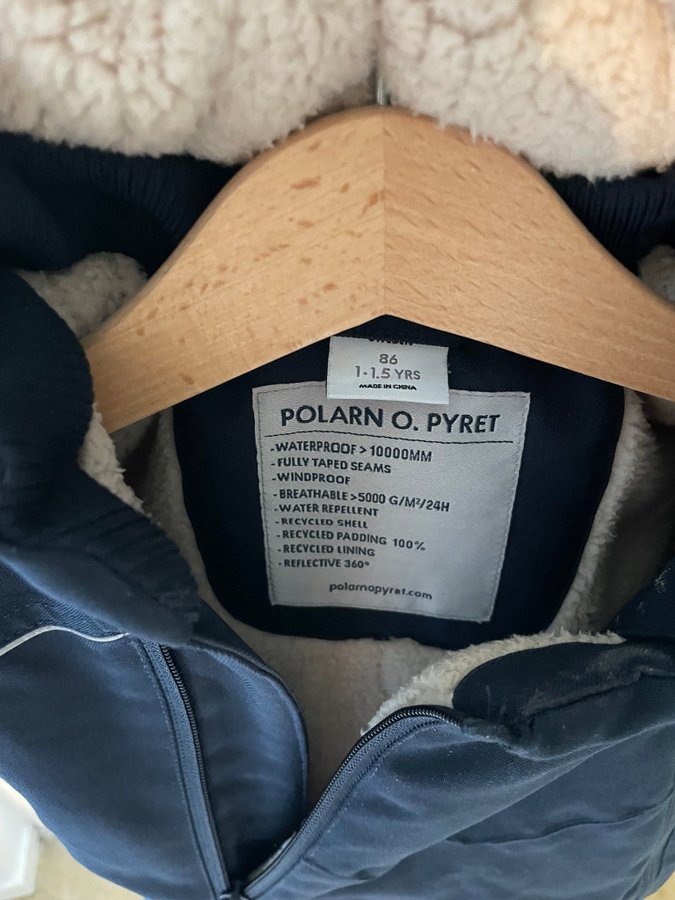 SWEDEN
86
1-1.5 YRS
MADE IN CHINA
POLARN O. PYRET
-WATERPROOF > 10000MM
-FULLY TAPED SEAMS
-WINDPROOF
-BREATHABLE >5000 G/M²/24H
-WATER REPELLENT
-RECYCLED SHELL
-RECYCLED PADDING 100%
-RECYCLED LINING
-REFLECTIVE 360°
polarnopyret.com